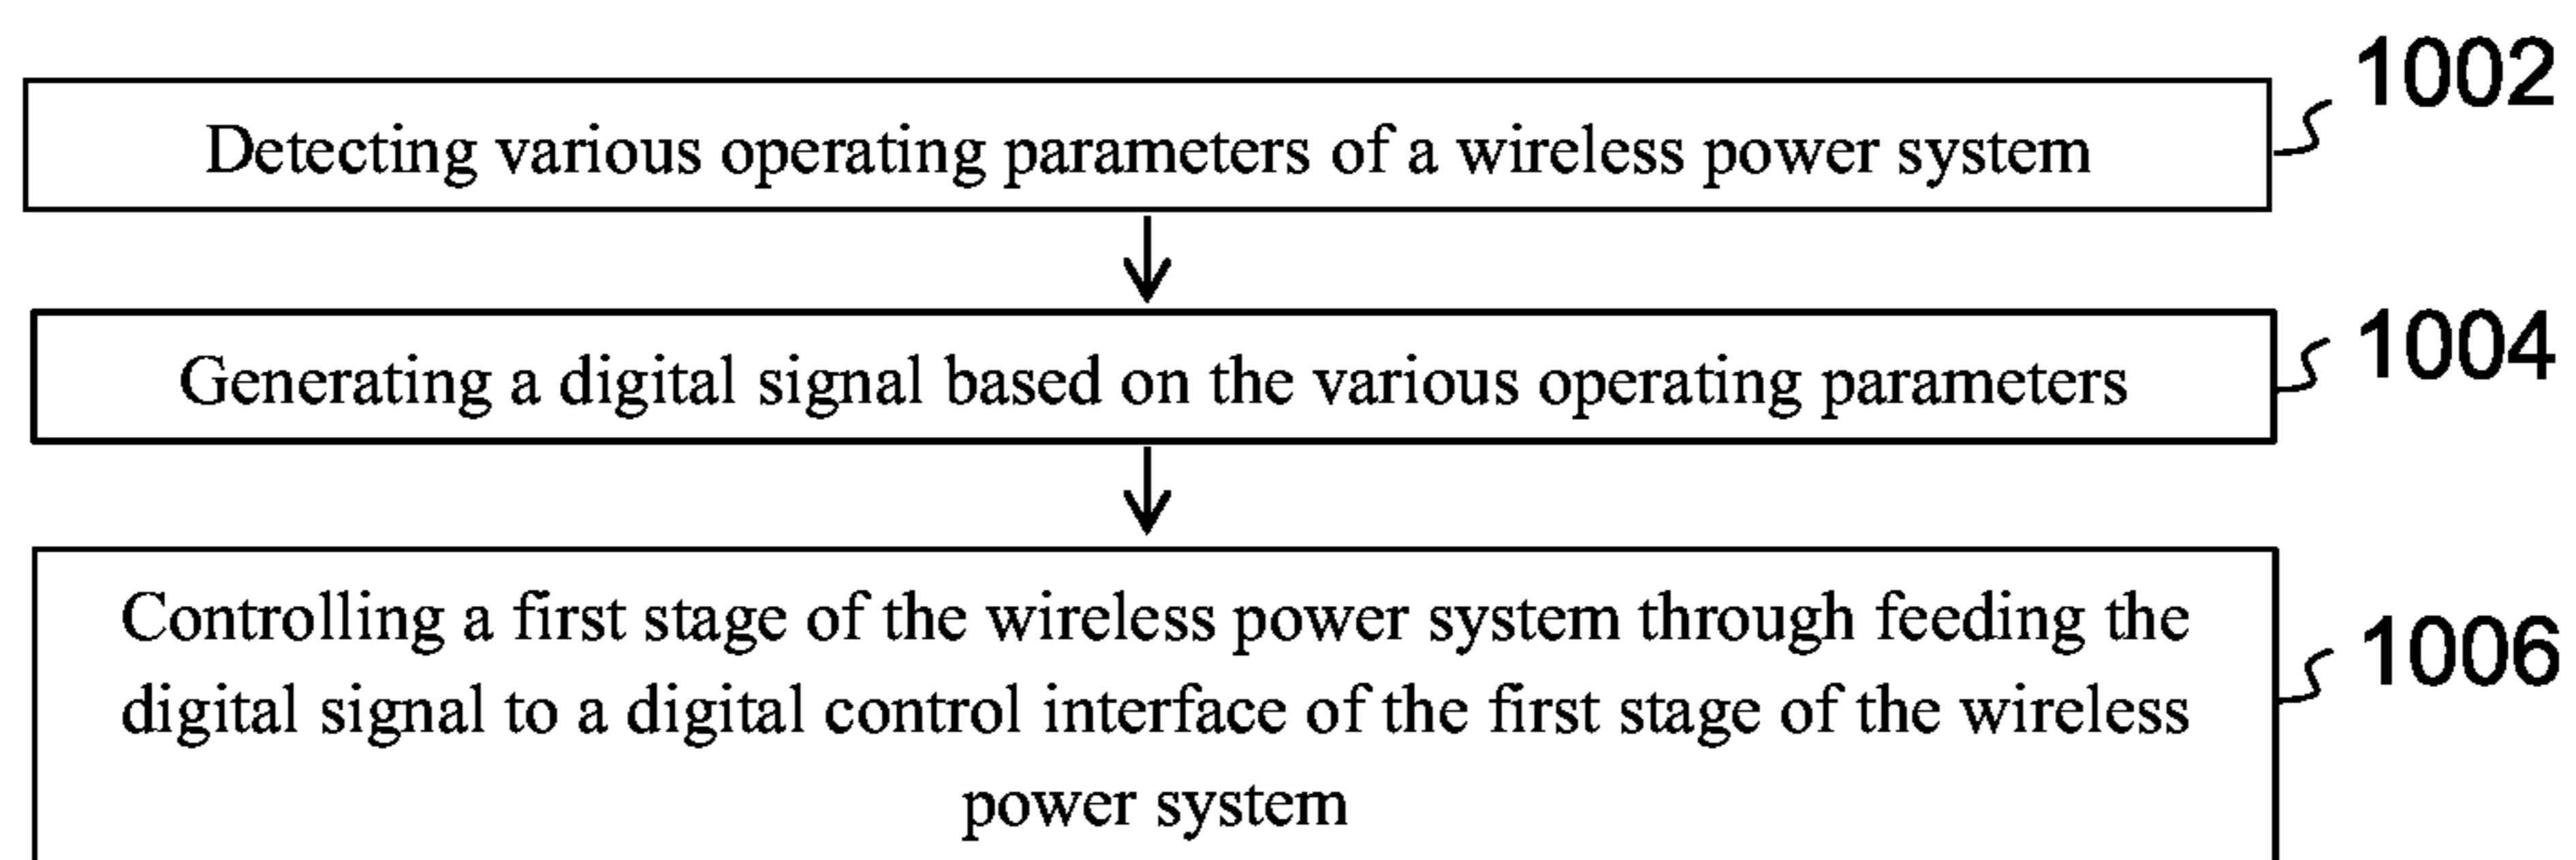 1002
Detecting various operating parameters of a wireless power system
1004
Generating a digital signal based on the various operating parameters
Controlling a first stage of the wireless power system through feeding the
1006
digital signal to a digital control interface of the first stage of the wireless
power system